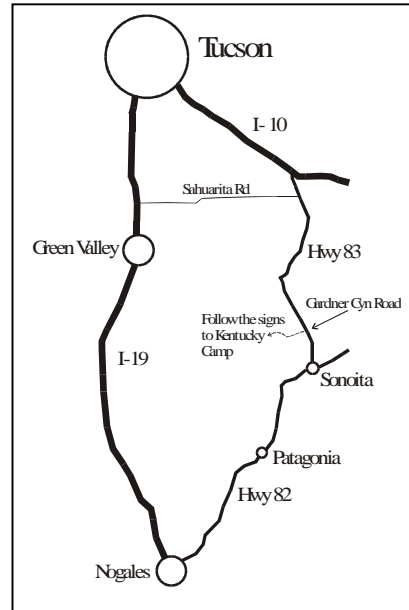 Tucson
I-10
Sahuarita Rd
Green Valley
Hwy 83
Gardner Cyn Road
Follow the signs
to Kentucky
Camp
I-19
Sonoita
Patagonia
Hwy 82
Nogales